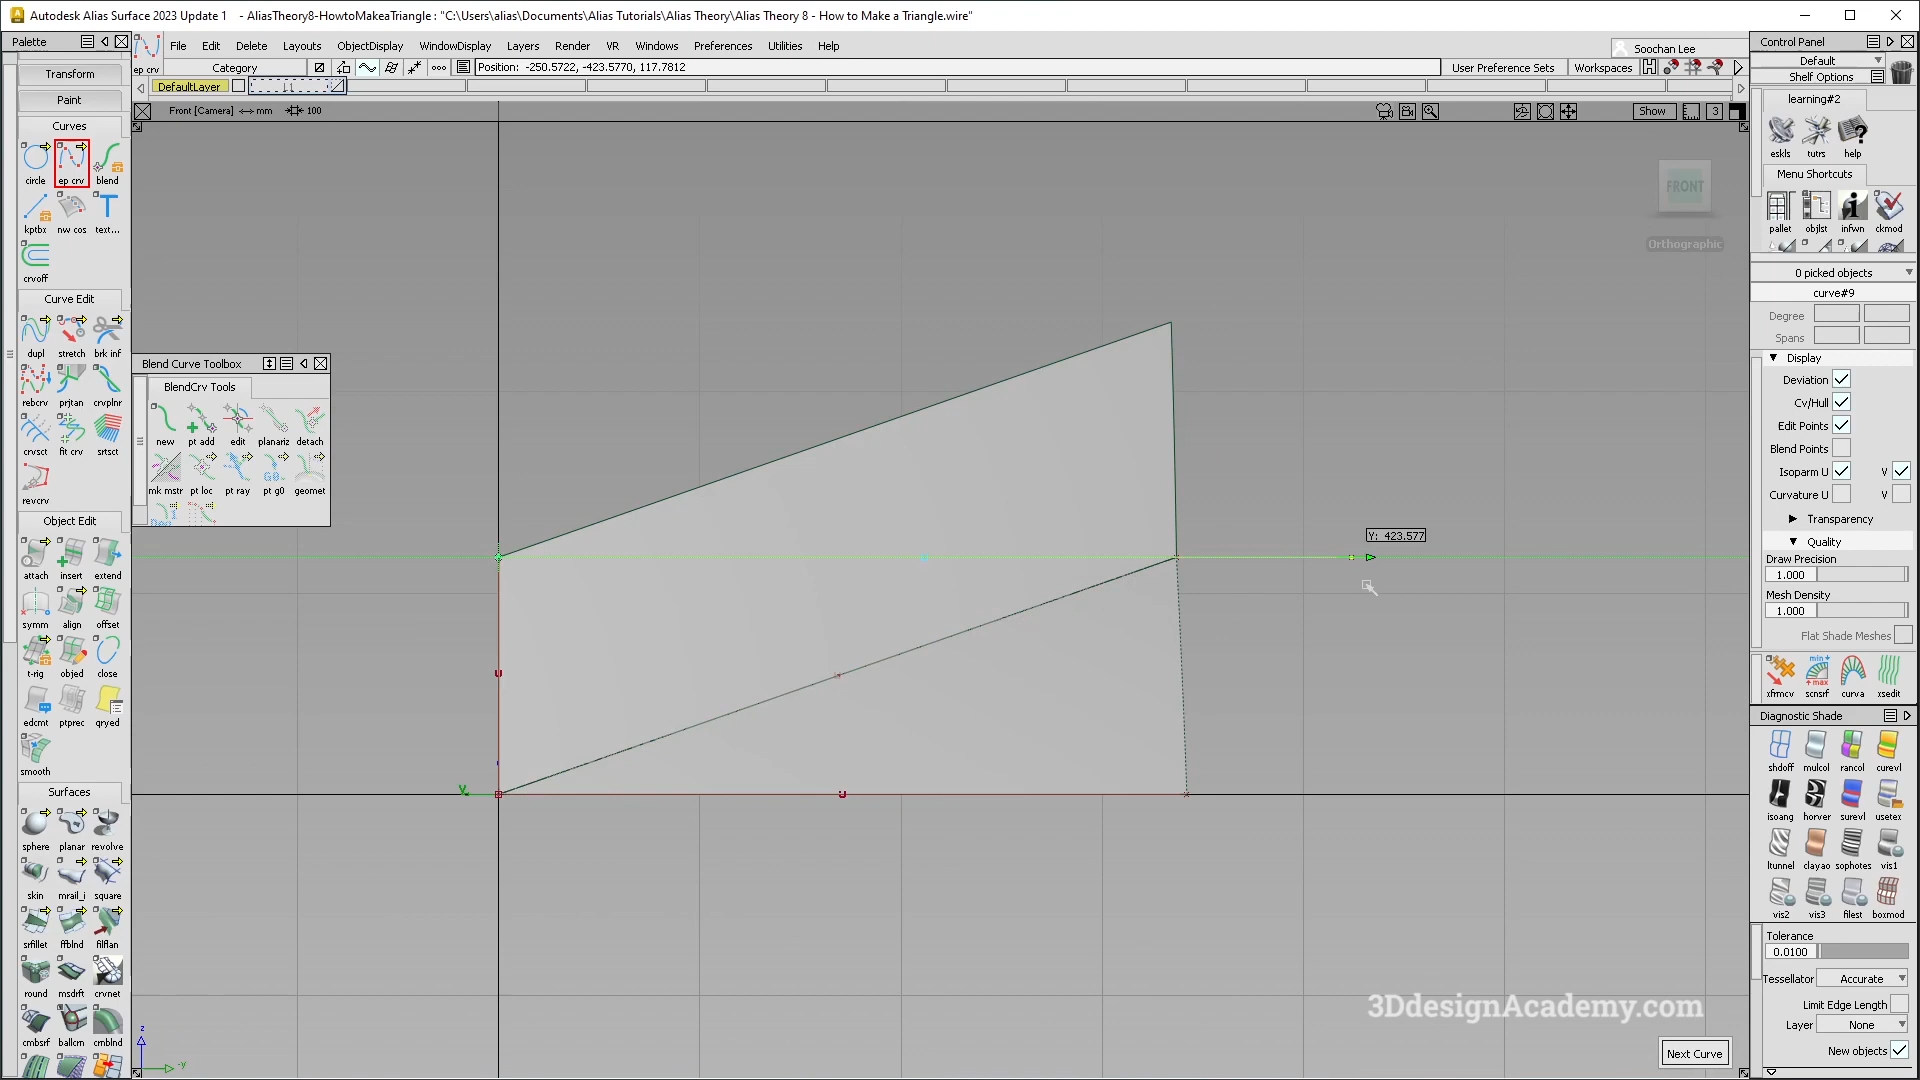 Autodesk Alias Surface 2023 Update 1 - AliasTheory8-HowtoMakeaTriangle : "C:\Users\alias\Documents\Alias Tutorials\Alias Theory\Alias Theory 8 - How to Make a Triangle.wire"
Palette
File Edit Delete Layouts ObjectDisplay WindowDisplay Layers Render VR Windows Preferences Utilities Help
Soochan Lee
ep crv
Category
Position: -250.5722, -423.5770, 117.7812
User Preference Sets
Workspaces
DefaultLayer
L1
Front [Camera] <-> mm 100
Show
3
FRONT
Orthographic
Transform
Paint
Curves
circle ep crv blend
kptbx nw cos text...
crvoff
Curve Edit
dupl stretch brk inf
rebcrv prjtan crvplnr
crvsct fit crv srtsct
revcrv
Object Edit
attach insert extend
symm align offset
t-rig objed close
edcmt ptprec qryed
smooth
Surfaces
sphere planar revolve
skin mrail_i square
srfillet ffblnd filflan
round msdrft crvnet
cmbsrf ballcrn crnblnd
Blend Curve Toolbox
BlendCrv Tools
new pt add edit planariz detach
mk mstr pt loc pt ray pt g0 geomet
G0
Y: 423.577
U
V
U
z
-y
3DdesignAcademy.com
Next Curve
Control Panel
Default
Shelf Options
learning#2
eskls tutrs help
Menu Shortcuts
pallet objlst infwn ckmod
0 picked objects
curve#9
Degree
Spans
Display
Deviation
Cv/Hull
Edit Points
Blend Points
Isoparm U V
Curvature U V
Transparency
Quality
Draw Precision
1.000
Mesh Density
1.000
Flat Shade Meshes
min
max
xfrmcv scnsrf curva xsedit
Diagnostic Shade
shdoff mulcol rancol curevl
isoang horver surevl usetex
ltunnel clayao sophotes vis1
vis2 vis3 filest boxmod
Tolerance
0.0100
Tessellator Accurate
Limit Edge Length
Layer None
New objects